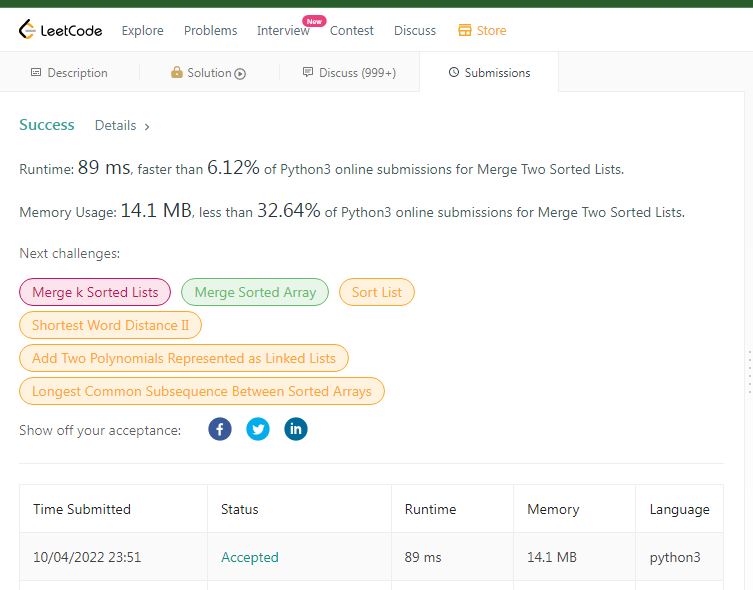 LeetCode Explore Problems Interview New Contest Discuss Store
Description Solution Discuss (999+) Submissions
Success Details >
Runtime: 89 ms, faster than 6.12% of Python3 online submissions for Merge Two Sorted Lists.
Memory Usage: 14.1 MB, less than 32.64% of Python3 online submissions for Merge Two Sorted Lists.
Next challenges:
Merge k Sorted Lists Merge Sorted Array Sort List
Shortest Word Distance II
Add Two Polynomials Represented as Linked Lists
Longest Common Subsequence Between Sorted Arrays
Show off your acceptance:
Time Submitted Status Runtime Memory Language
10/04/2022 23:51 Accepted 89 ms 14.1 MB python3